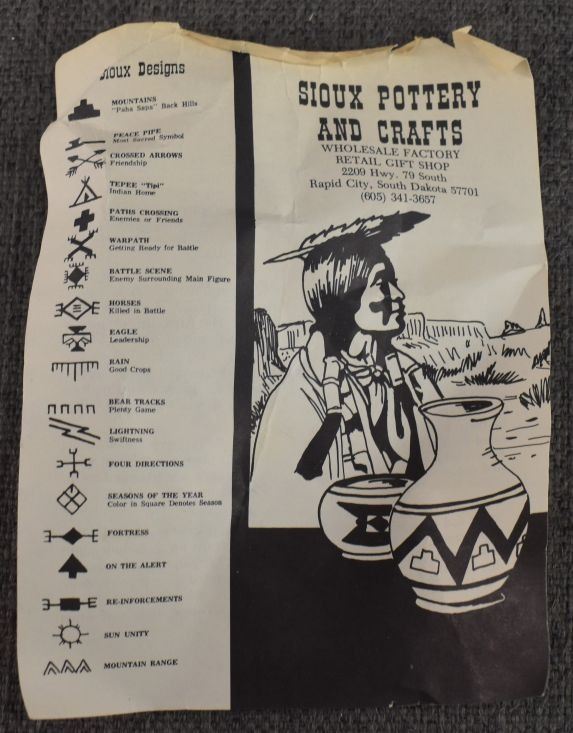 Sioux Designs
MOUNTAINS
"Paha Sapa" Back Hills
PEACE PIPE
Most Sacred Symbol
CROSSED ARROWS
Friendship
TEPEE "Tipi"
Indian Home
PATHS CROSSING
Enemies or Friends
WARPATH
Getting Ready for Battle
BATTLE SCENE
Enemy Surrounding Main Figure
HORSES
Killed in Battle
EAGLE
Leadership
RAIN
Good Crops
BEAR TRACKS
Plenty Game
LIGHTNING
Swiftness
FOUR DIRECTIONS
SEASONS OF THE YEAR
Color in Square Denotes Season
FORTRESS
ON THE ALERT
RE-INFORCEMENTS
SUN UNITY
MOUNTAIN RANGE
SIOUX POTTERY
AND CRAFTS
WHOLESALE FACTORY
RETAIL GIFT SHOP
2209 Hwy. 79 South
Rapid City, South Dakota 57701
(605) 341-3657